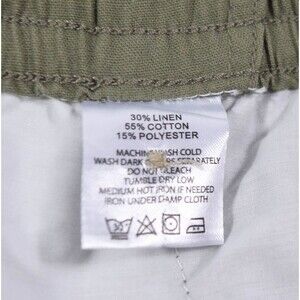 30% LINEN
55% COTTON
15% POLYESTER
MACHINE WASH COLD
WASH DARK COLORS SEPARATELY
DO NOT BLEACH
TUMBLE DRY LOW
MEDIUM HOT IRON IF NEEDED
IRON UNDER DAMP CLOTH